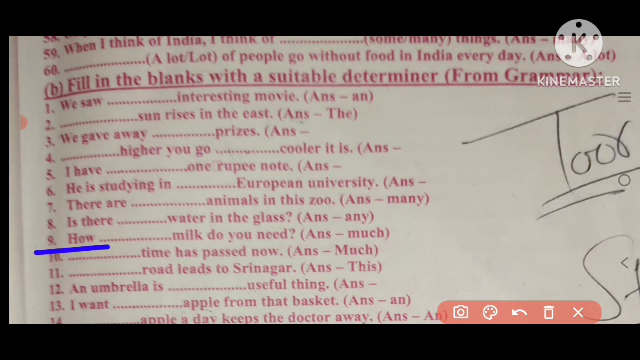 59. When I think of India, I think of ....................(some/many) things. (Ans –
60. ....................(A lot/Lot) of people go without food in India every day. (Ans lot)
(b) Fill in the blanks with a suitable determiner (From Grammar):
1. We saw .................interesting movie. (Ans – an)
2. ....................sun rises in the east. (Ans – The)
3. We gave away ...............prizes. (Ans –
4. ...............higher you go ...............cooler it is. (Ans –
5. I have ....................one rupee note. (Ans –
6. He is studying in ...............European university. (Ans –
7. There are ..................animals in this zoo. (Ans – many)
8. Is there .............water in the glass? (Ans – any)
9. How ..................milk do you need? (Ans – much)
10. ..................time has passed now. (Ans – Much)
11. ..................road leads to Srinagar. (Ans – This)
12. An umbrella is ...................useful thing. (Ans –
13. I want .................apple from that basket. (Ans – an)
14. ..................apple a day keeps the doctor away. (Ans – An)
KINEMASTER